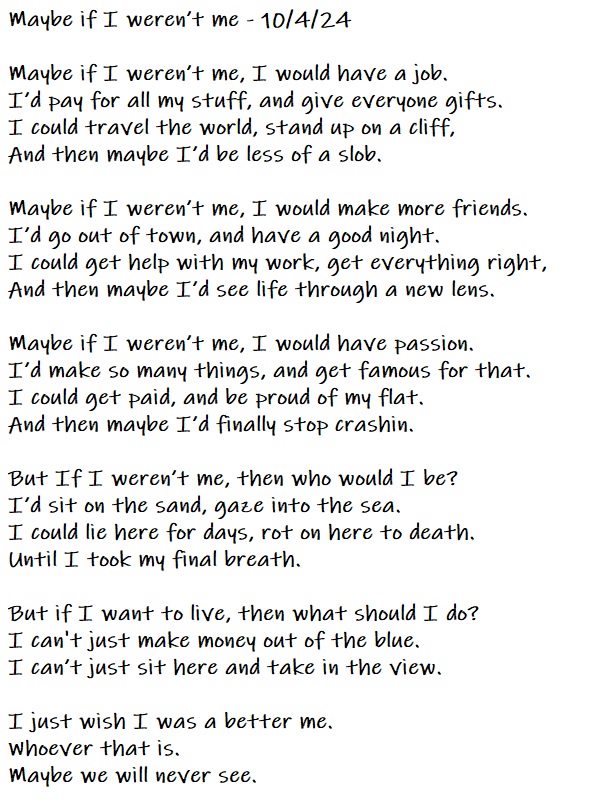 Maybe if I weren't me - 10/4/24

Maybe if I weren't me, I would have a job.
I'd pay for all my stuff, and give everyone gifts.
I could travel the world, stand up on a cliff,
And then maybe I'd be less of a slob.

Maybe if I weren't me, I would make more friends.
I'd go out of town, and have a good night.
I could get help with my work, get everything right,
And then maybe I'd see life through a new lens.

Maybe if I weren't me, I would have passion.
I'd make so many things, and get famous for that.
I could get paid, and be proud of my flat.
And then maybe I'd finally stop crashin.

But If I weren't me, then who would I be?
I'd sit on the sand, gaze into the sea.
I could lie here for days, rot on here to death.
Until I took my final breath.

But if I want to live, then what should I do?
I can't just make money out of the blue.
I can't just sit here and take in the view.

I just wish I was a better me.
Whoever that is.
Maybe we will never see.